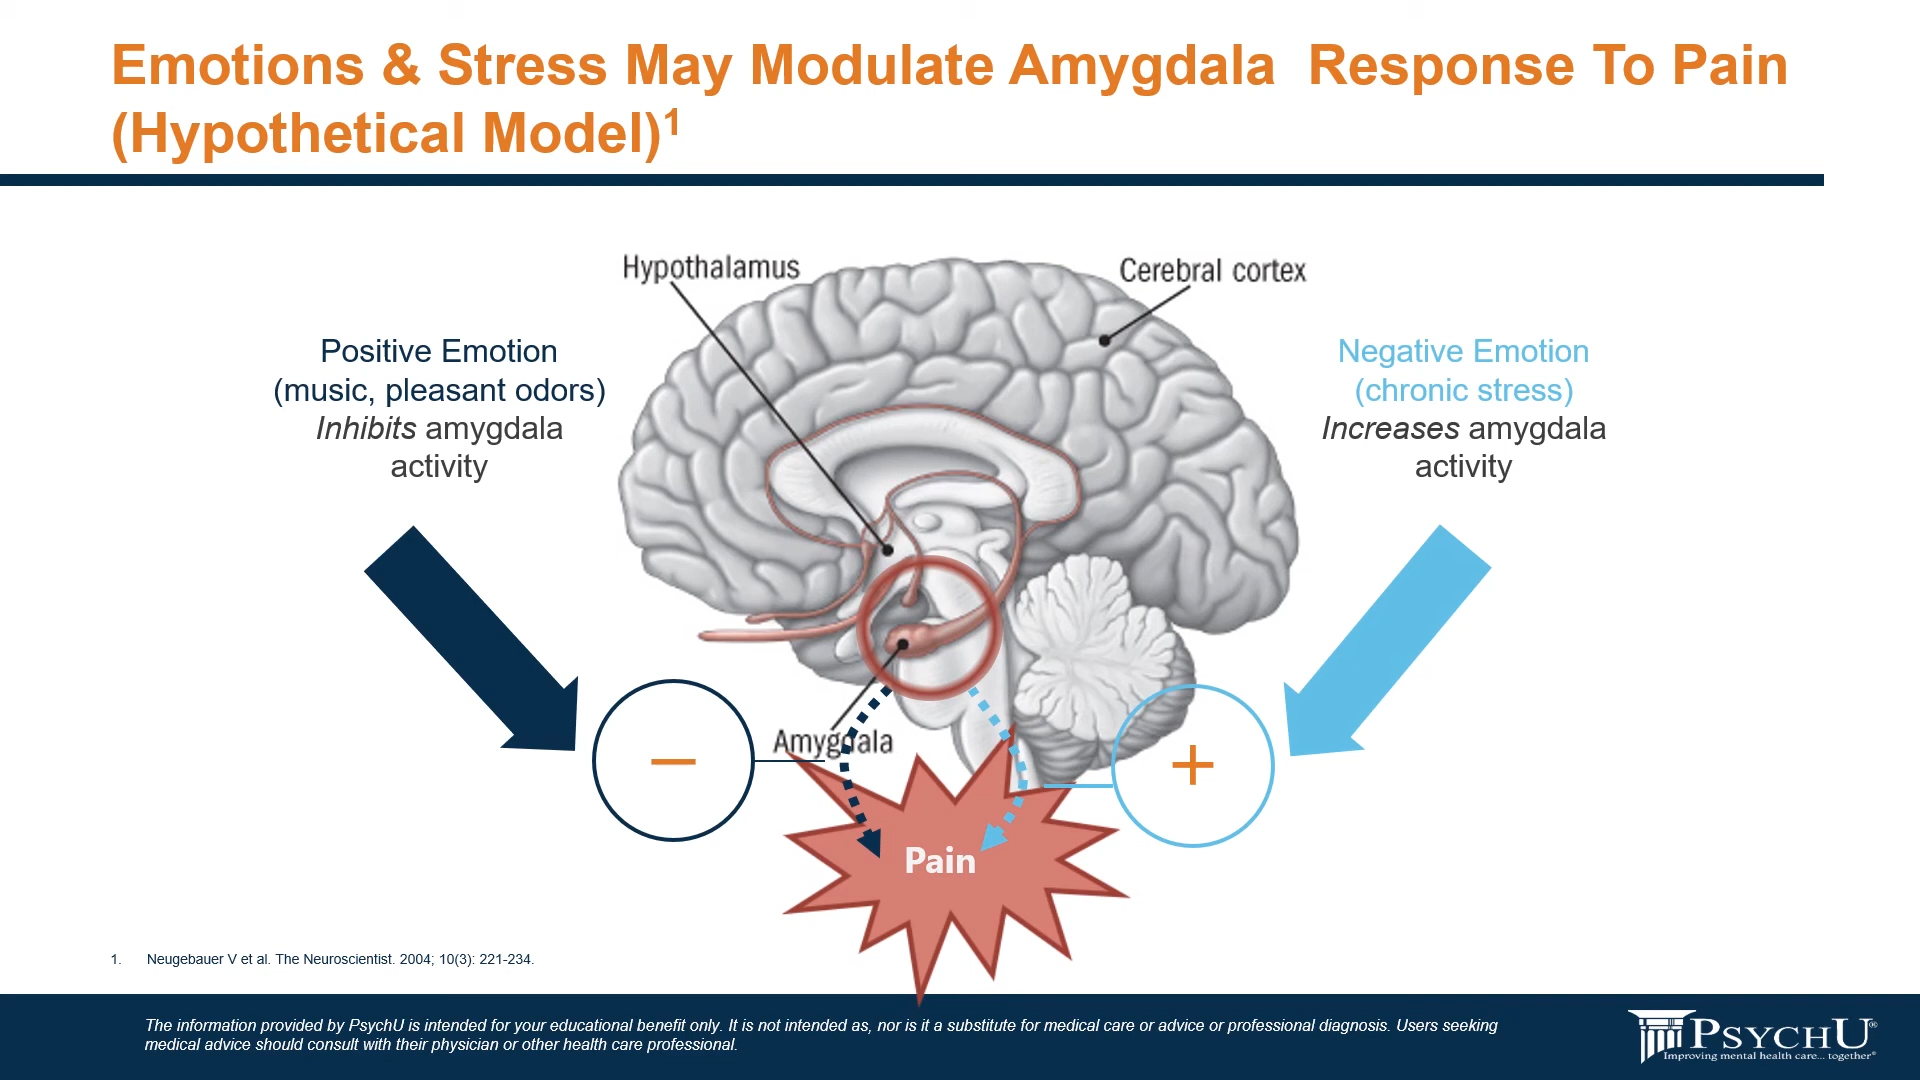 Emotions & Stress May Modulate Amygdala  Response To Pain
(Hypothetical Model)1
Hypothalamus
Cerebral cortex
Positive Emotion
(music, pleasant odors)
Inhibits amygdala
activity
Negative Emotion
(chronic stress)
Increases amygdala
activity
Amygdala
–
+
Pain
1. Neugebauer V et al. The Neuroscientist. 2004; 10(3): 221-234.
The information provided by PsychU is intended for your educational benefit only. It is not intended as, nor is it a substitute for medical care or advice or professional diagnosis. Users seeking
medical advice should consult with their physician or other health care professional.
PSYCHU®
Improving mental health care... together®